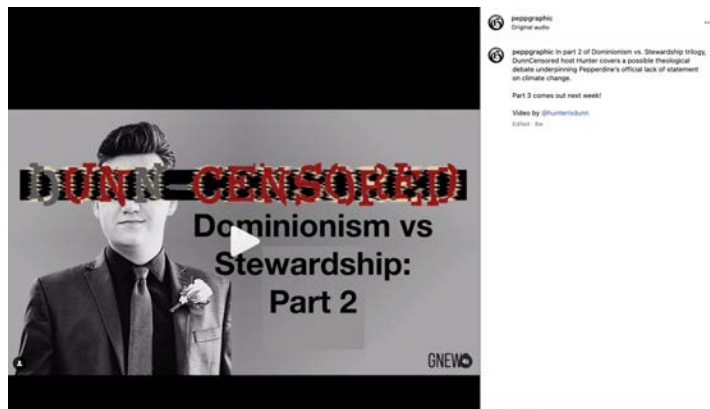 DUNN CENSORED
Dominionism vs
Stewardship:
Part 2
GNEWS
peppgraphic
Original audio
peppgraphic In part 2 of Dominionism vs. Stewardship trilogy,
DunnCensored host Hunter covers a possible theological
debate underpinning Pepperdine's official lack of statement
on climate change.
Part 3 comes out next week!
Video by @hunterisdunn
Edited · 8w